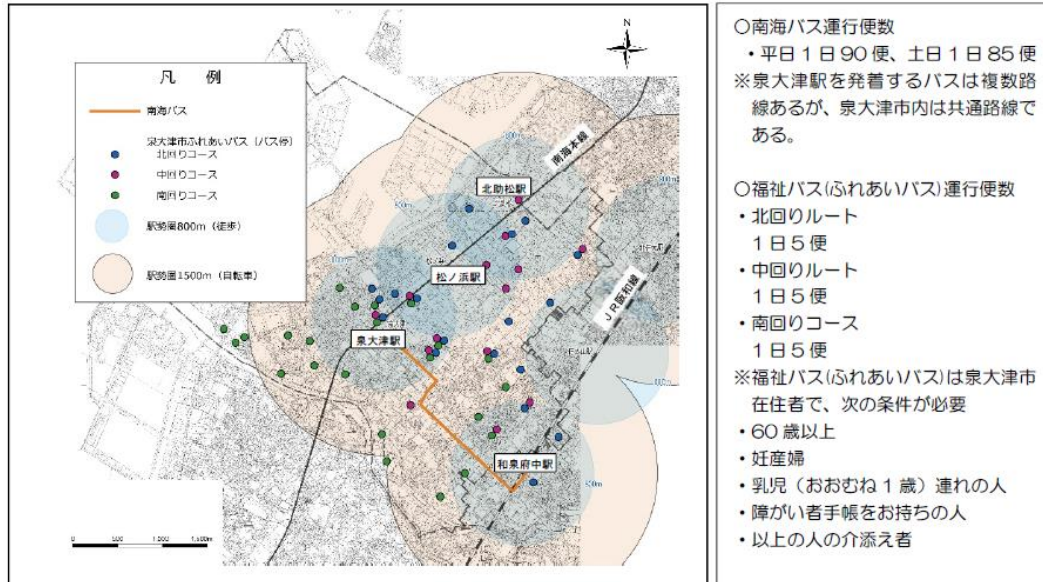 N
凡　例
南海バス
泉大津市ふれあいバス（バス停）
北回りコース
中回りコース
南回りコース
駅勢圏800m（徒歩）
駅勢圏1500m（自転車）
南海本線
北助松駅
松ノ浜駅
JR阪和線
泉大津駅
和泉府中駅
800m
800m
800m
800m
0 500 1,000 1,500m
○南海バス運行便数
・平日1日90便、土日1日85便
※泉大津駅を発着するバスは複数路
線あるが、泉大津市内は共通路線で
ある。
○福祉バス(ふれあいバス)運行便数
・北回りルート
1日5便
・中回りルート
1日5便
・南回りコース
1日5便
※福祉バス(ふれあいバス)は泉大津市
在住者で、次の条件が必要
・60歳以上
・妊産婦
・乳児（おおむね1歳）連れの人
・障がい者手帳をお持ちの人
・以上の人の介添え者